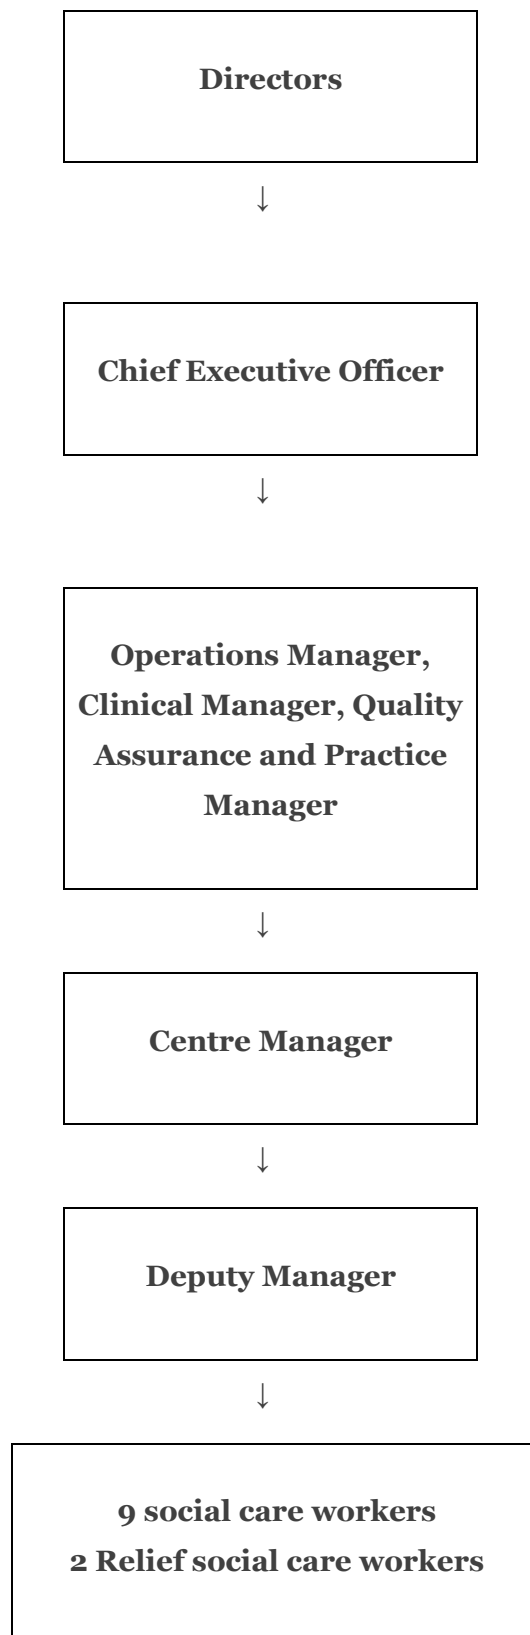 Directors
↓
Chief Executive Officer
↓
Operations Manager,
Clinical Manager, Quality
Assurance and Practice
Manager
↓
Centre Manager
↓
Deputy Manager
↓
9 social care workers
2 Relief social care workers